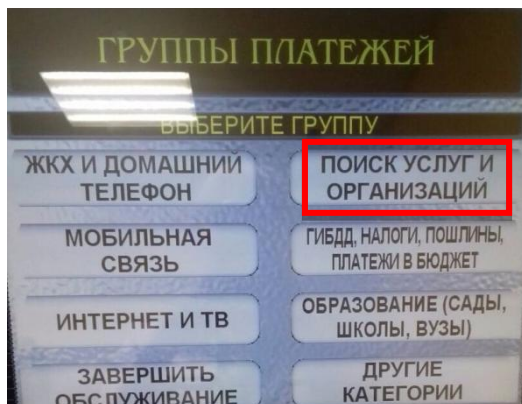 ГРУППЫ ПЛАТЕЖЕЙ
ВЫБЕРИТЕ ГРУППУ
ЖКХ И ДОМАШНИЙ
ТЕЛЕФОН
ПОИСК УСЛУГ И
ОРГАНИЗАЦИЙ
МОБИЛЬНАЯ
СВЯЗЬ
ГИБДД, НАЛОГИ, ПОШЛИНЫ,
ПЛАТЕЖИ В БЮДЖЕТ
ИНТЕРНЕТ И ТВ
ОБРАЗОВАНИЕ (САДЫ,
ШКОЛЫ, ВУЗЫ)
ЗАВЕРШИТЬ
ОБСЛУЖИВАНИЕ
ДРУГИЕ
КАТЕГОРИИ